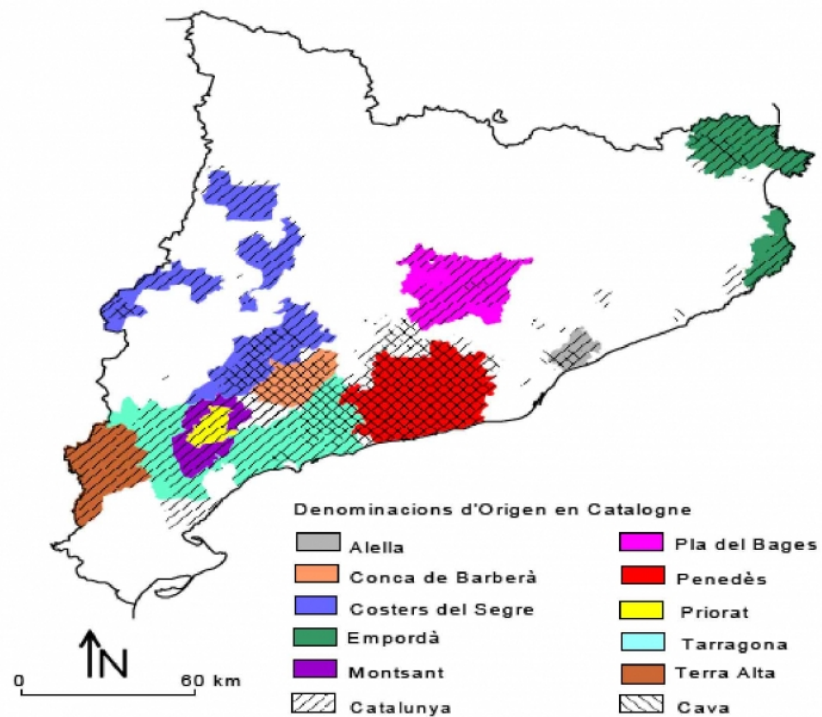 Denominacions d'Origen en Catalogne
Alella
Conca de Barberà
Costers del Segre
Empordà
Montsant
Catalunya
Pla del Bages
Penedès
Priorat
Tarragona
Terra Alta
Cava
N
0 60 km